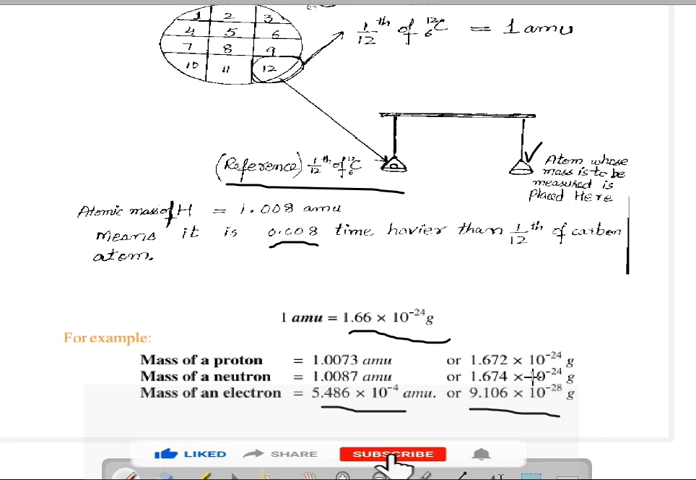 1 2 3
4 5 6
7 8 9
10 11 12
1/12 th of ¹²₆C = 1 amu
(Reference) 1/12 th of ¹²₆C
Atom whose
mass is to be
measured is
Placed Here
Atomic mass of H = 1.008 amu
means it is 0.008 time havier than 1/12 th of carbon
atom.
1 amu = 1.66 × 10⁻²⁴g
For example:
Mass of a proton = 1.0073 amu or 1.672 × 10⁻²⁴ g
Mass of a neutron = 1.0087 amu or 1.674 × 10⁻²⁴ g
Mass of an electron = 5.486 × 10⁻⁴ amu. or 9.106 × 10⁻²⁸ g
LIKED SHARE SUBSCRIBE